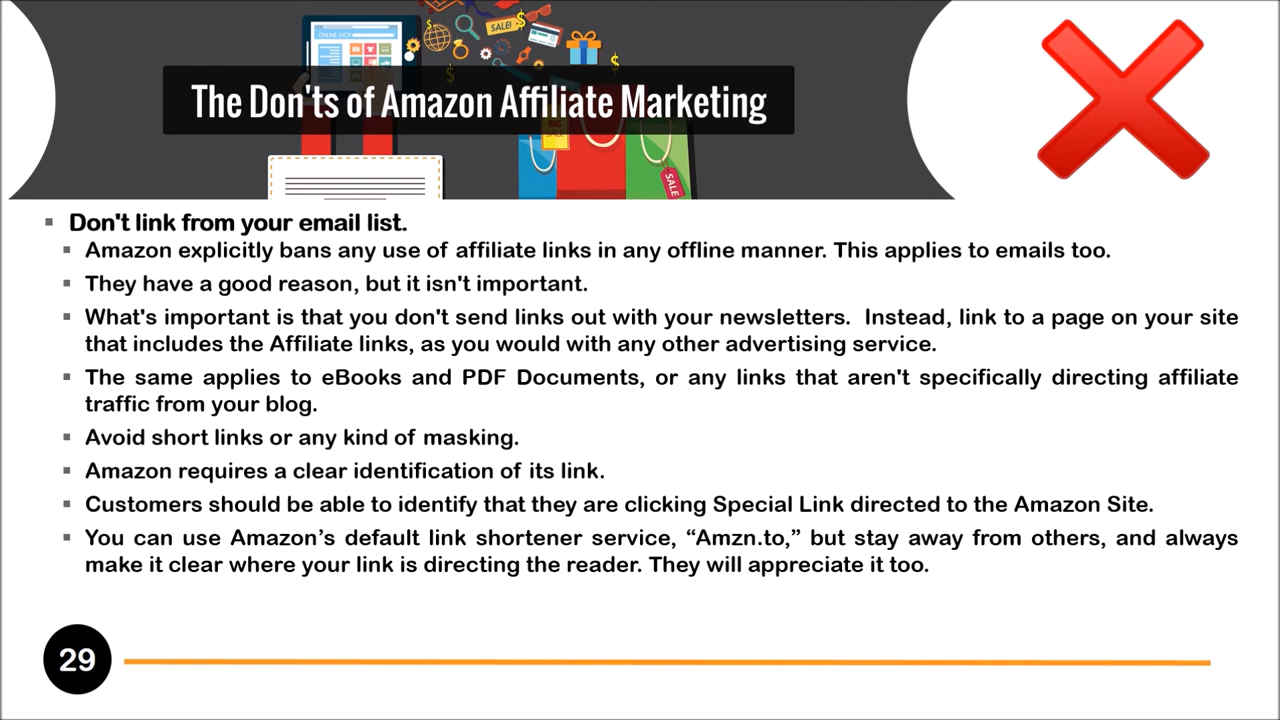 ONLINE SHOP
SALE!
The Don'ts of Amazon Affiliate Marketing
BIG
SALE
SALE
▪ Don't link from your email list.
▪ Amazon explicitly bans any use of affiliate links in any offline manner. This applies to emails too.
▪ They have a good reason, but it isn't important.
▪ What's important is that you don't send links out with your newsletters.  Instead, link to a page on your site
that includes the Affiliate links, as you would with any other advertising service.
▪ The same applies to eBooks and PDF Documents, or any links that aren't specifically directing affiliate
traffic from your blog.
▪ Avoid short links or any kind of masking.
▪ Amazon requires a clear identification of its link.
▪ Customers should be able to identify that they are clicking Special Link directed to the Amazon Site.
▪ You can use Amazon’s default link shortener service, “Amzn.to,” but stay away from others, and always
make it clear where your link is directing the reader. They will appreciate it too.
29